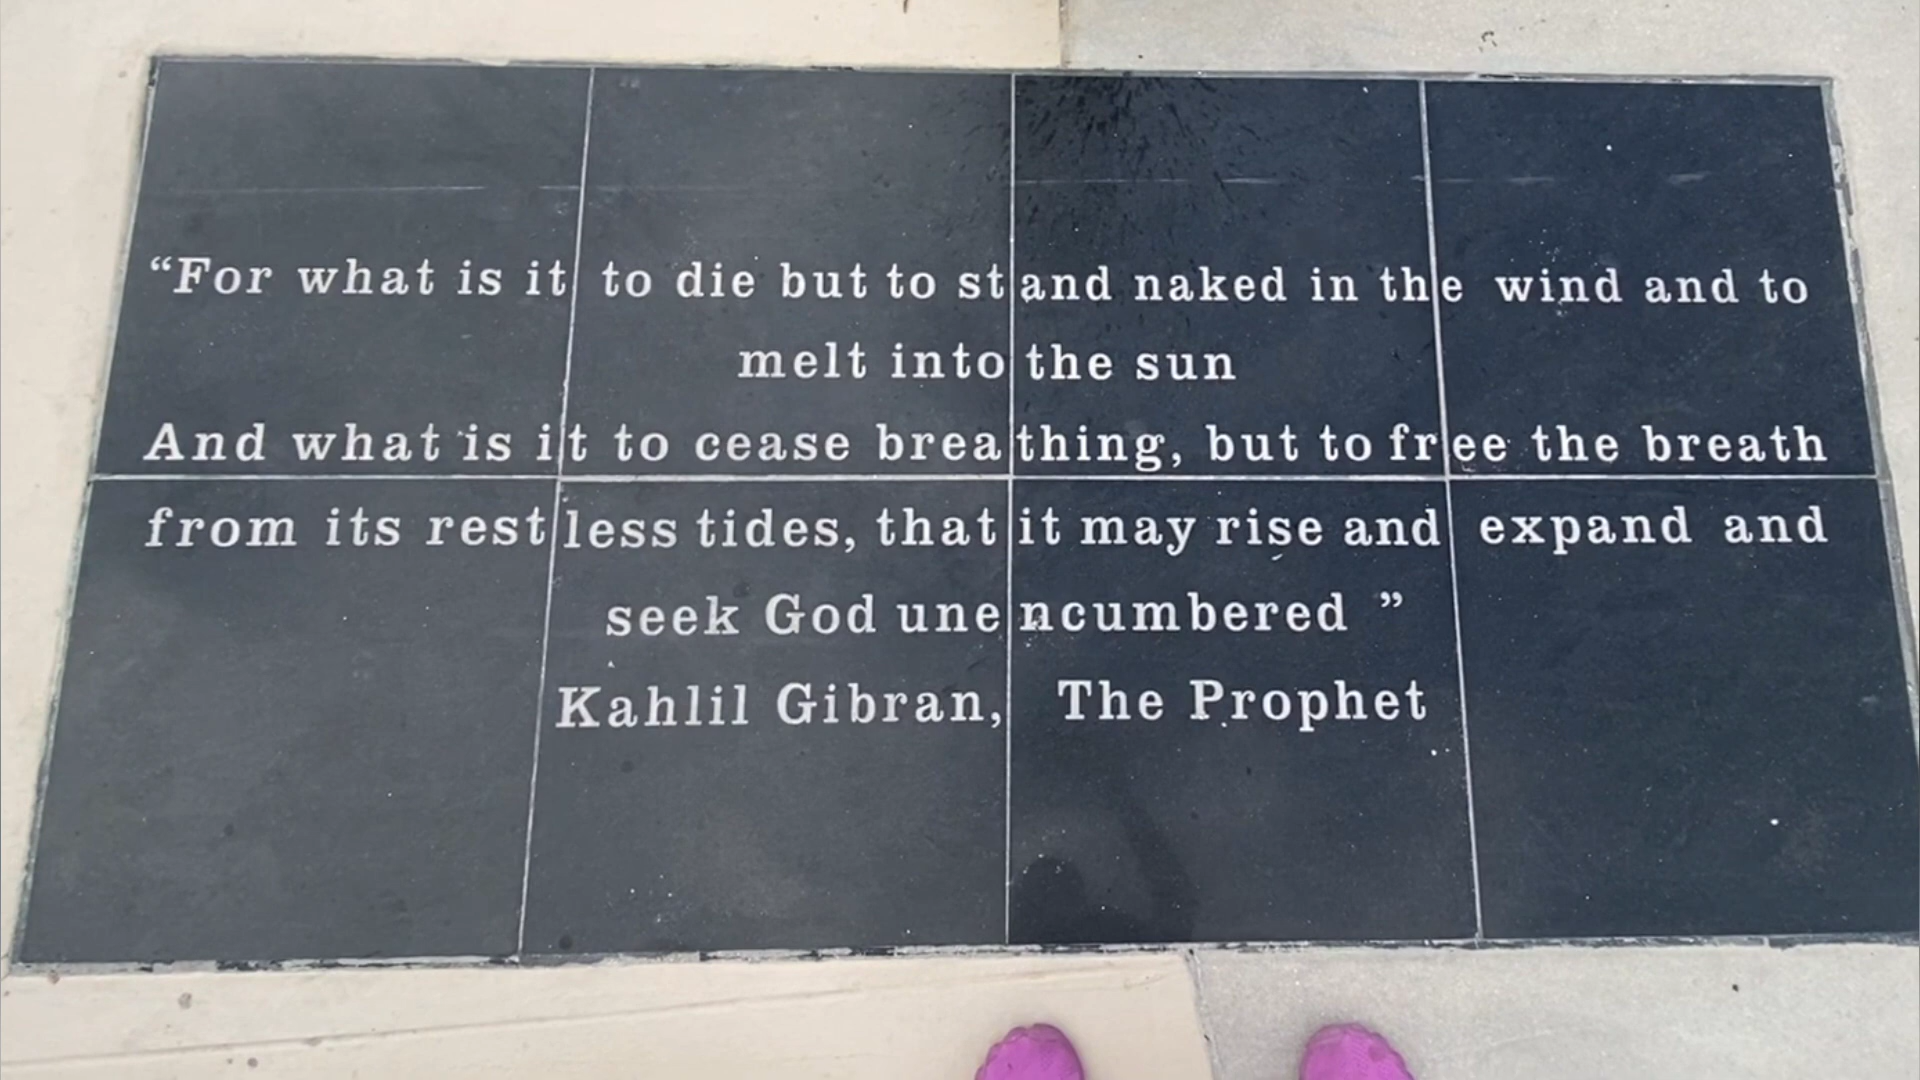 “For what is it to die but to stand naked in the wind and to
melt into the sun
And what is it to cease breathing, but to free the breath
from its restless tides, that it may rise and expand and
seek God unencumbered ”
Kahlil Gibran, The Prophet